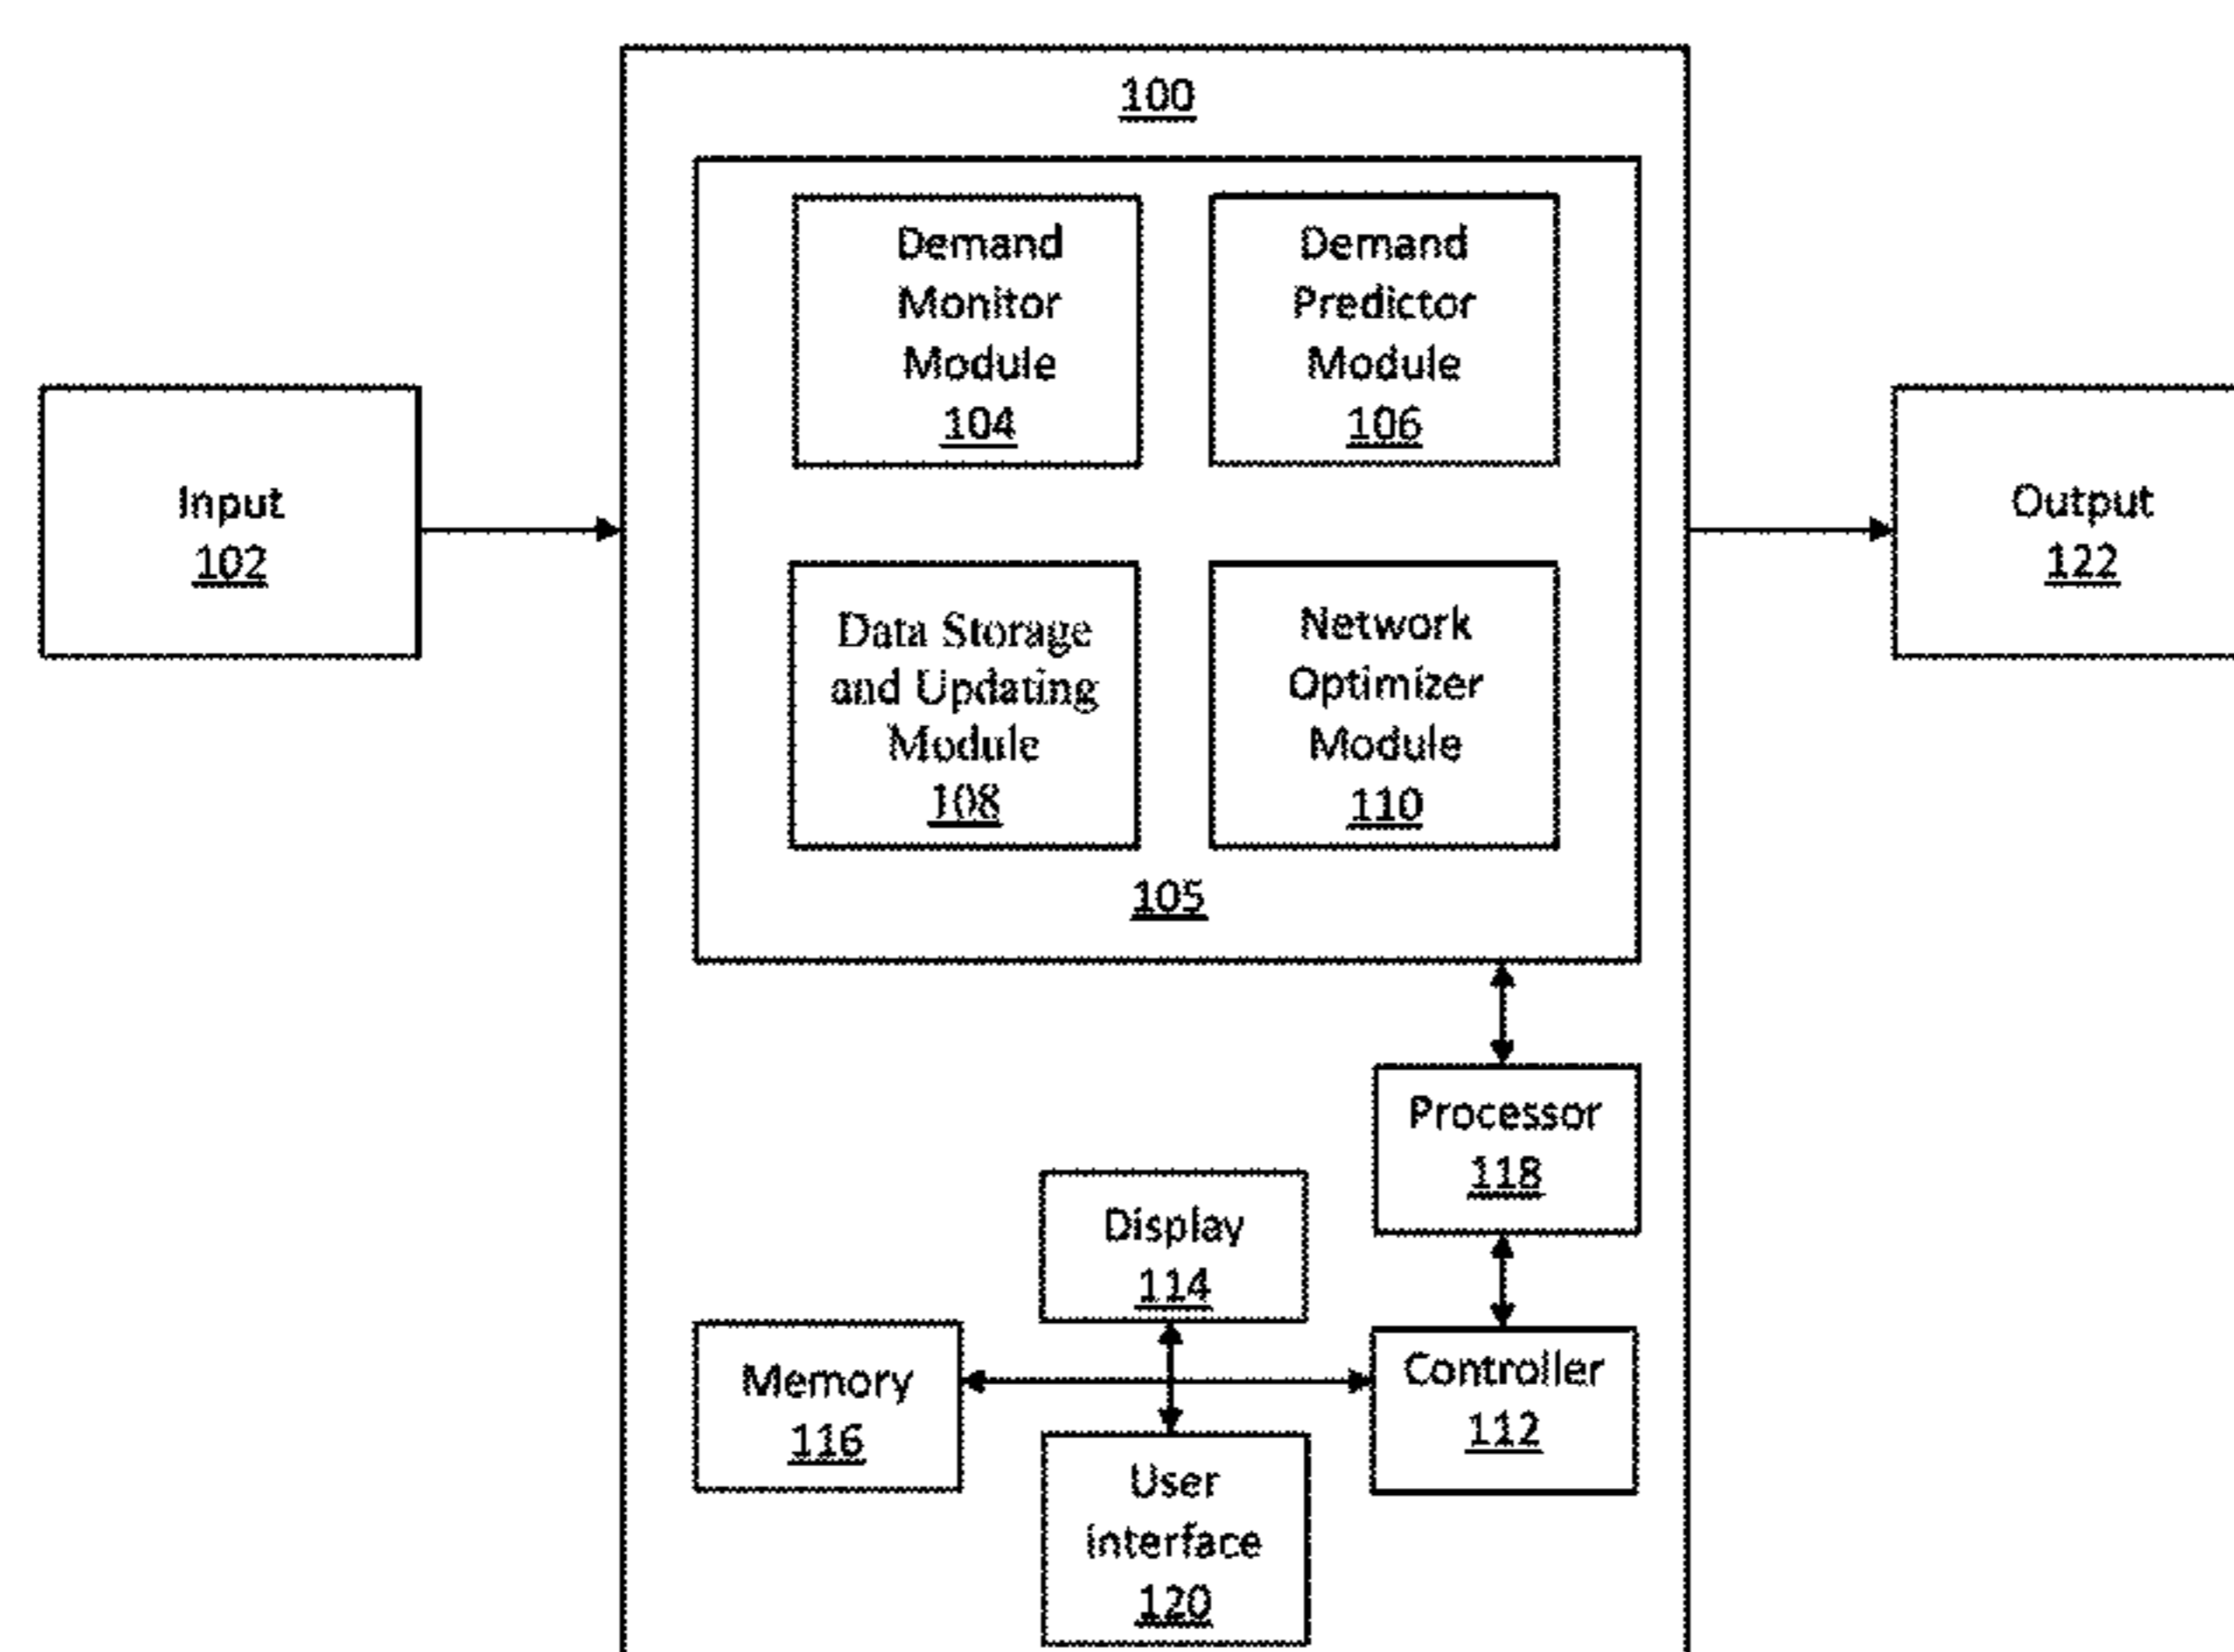 100
Demand
Monitor
Module
104
Demand
Predictor
Module
106
Input
102
Output
122
Data Storage
and Updating
Module
108
Network
Optimizer
Module
110
105
Processor
118
Display
114
Memory
116
Controller
112
User
Interface
120